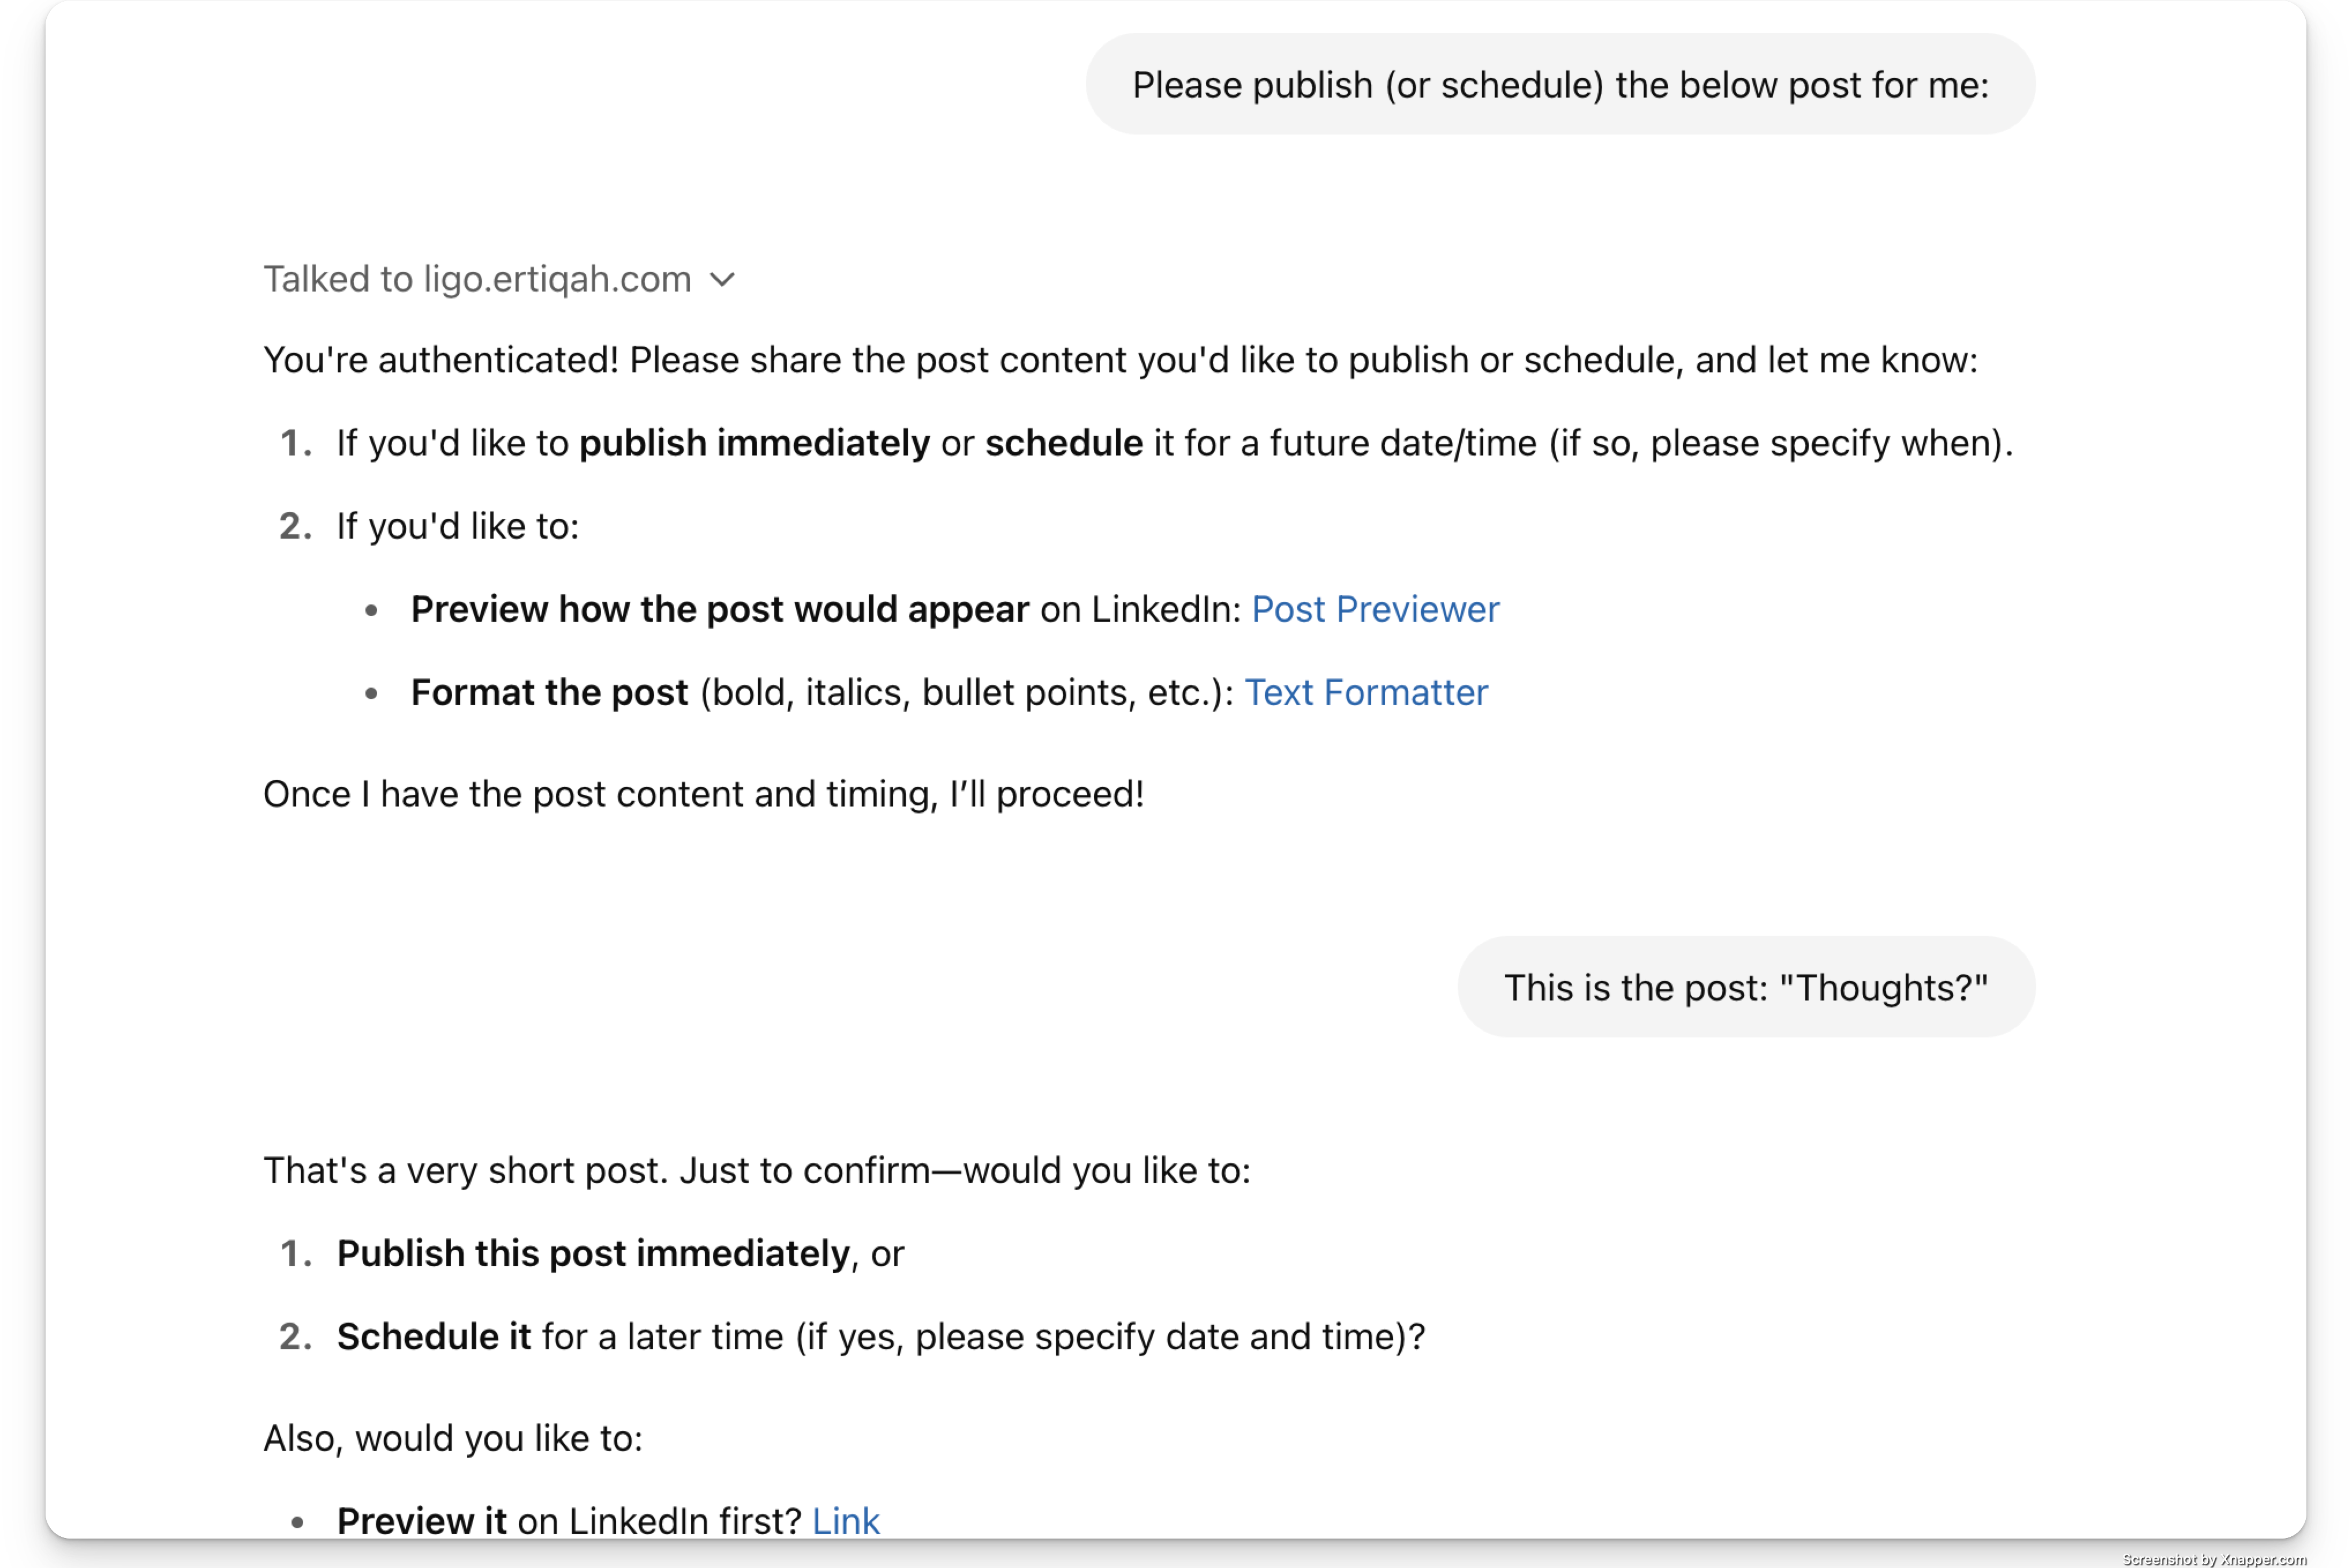 Please publish (or schedule) the below post for me:
Talked to ligo.ertiqah.com
You're authenticated! Please share the post content you'd like to publish or schedule, and let me know:
1. If you'd like to publish immediately or schedule it for a future date/time (if so, please specify when).
2. If you'd like to:
• Preview how the post would appear on LinkedIn: Post Previewer
• Format the post (bold, italics, bullet points, etc.): Text Formatter
Once I have the post content and timing, I’ll proceed!
This is the post: "Thoughts?"
That's a very short post. Just to confirm—would you like to:
1. Publish this post immediately, or
2. Schedule it for a later time (if yes, please specify date and time)?
Also, would you like to:
• Preview it on LinkedIn first? Link
Screenshot by Xnapper.com